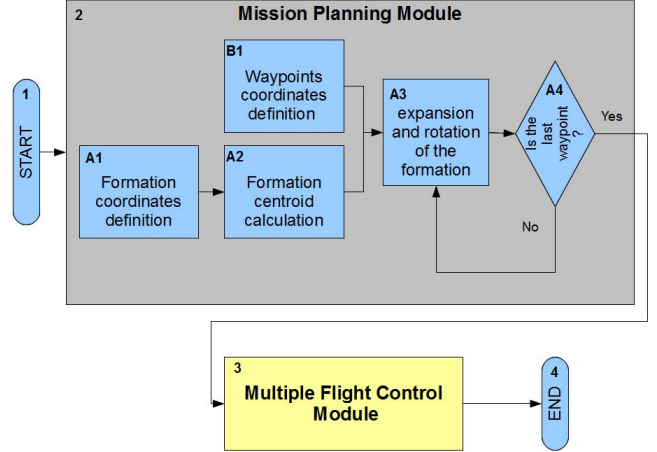 2
Mission Planning Module
1
START
B1
Waypoints
coordinates
definition
A1
Formation
coordinates
definition
A2
Formation
centroid
calculation
A3
expansion
and rotation
of the
formation
A4
Is the
last
waypoint
?
Yes
No
3
Multiple Flight Control
Module
4
END